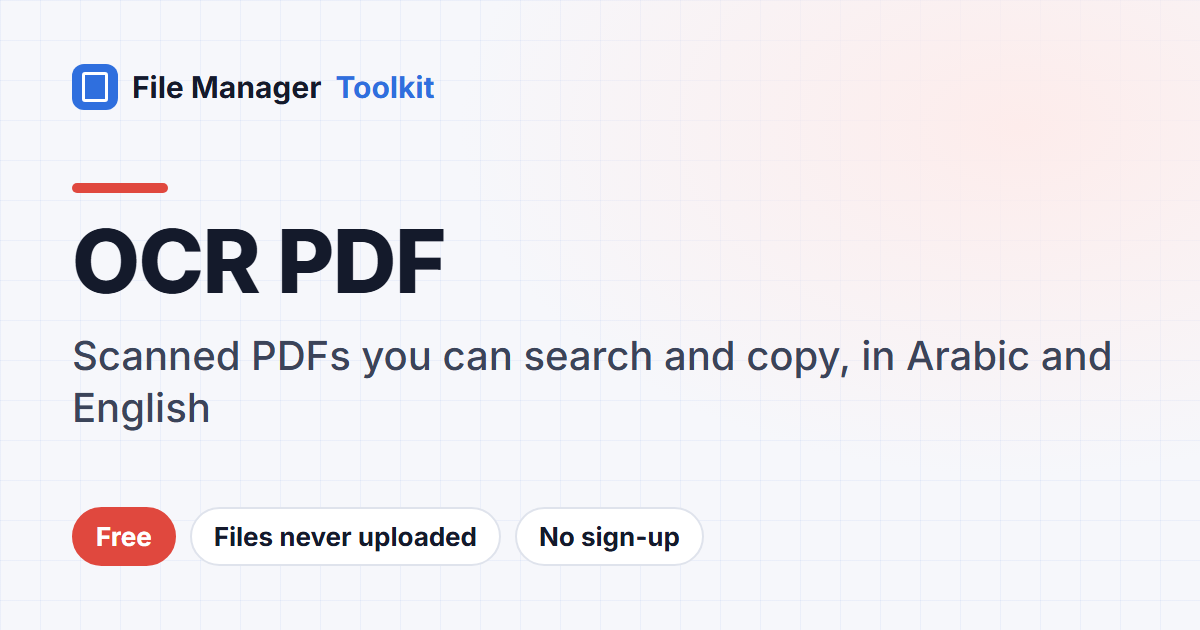 File Manager Toolkit
OCR PDF
Scanned PDFs you can search and copy, in Arabic and
English
Free
Files never uploaded
No sign-up